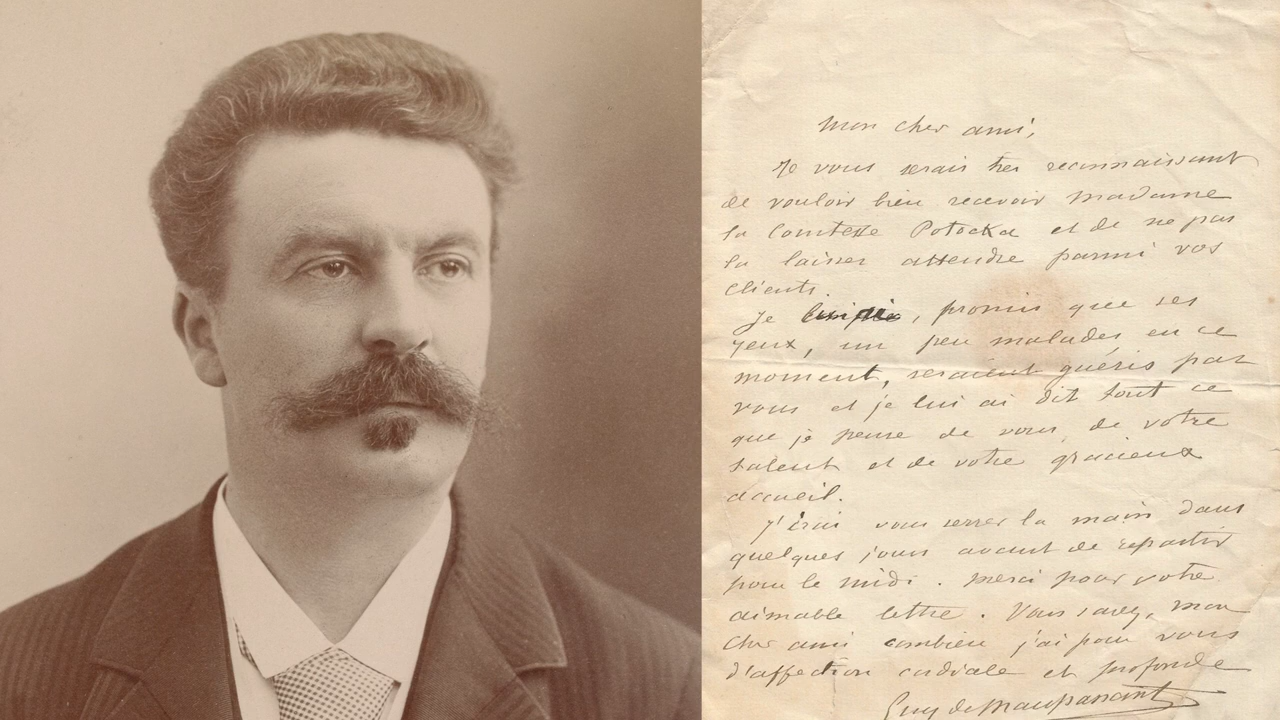 Mon cher ami,
Je vous serais très reconnaissant
de vouloir bien recevoir Madame
la Comtesse Potocka et de ne pas
la laisser attendre parmi vos
clients.
Je lui ai, promis que ses
yeux, un peu malades en ce
moment, seraient guéris par
vous et je lui ai dit tout ce
que je pense de vous, de votre
talent et de votre gracieux
accueil.
J'irai vous serrer la main dans
quelques jours avant de repartir
pour le midi. Merci pour votre
aimable lettre. Vous savez, mon
cher ami combien j'ai pour vous
d'affection cordiale et profonde
Guy de Maupassant